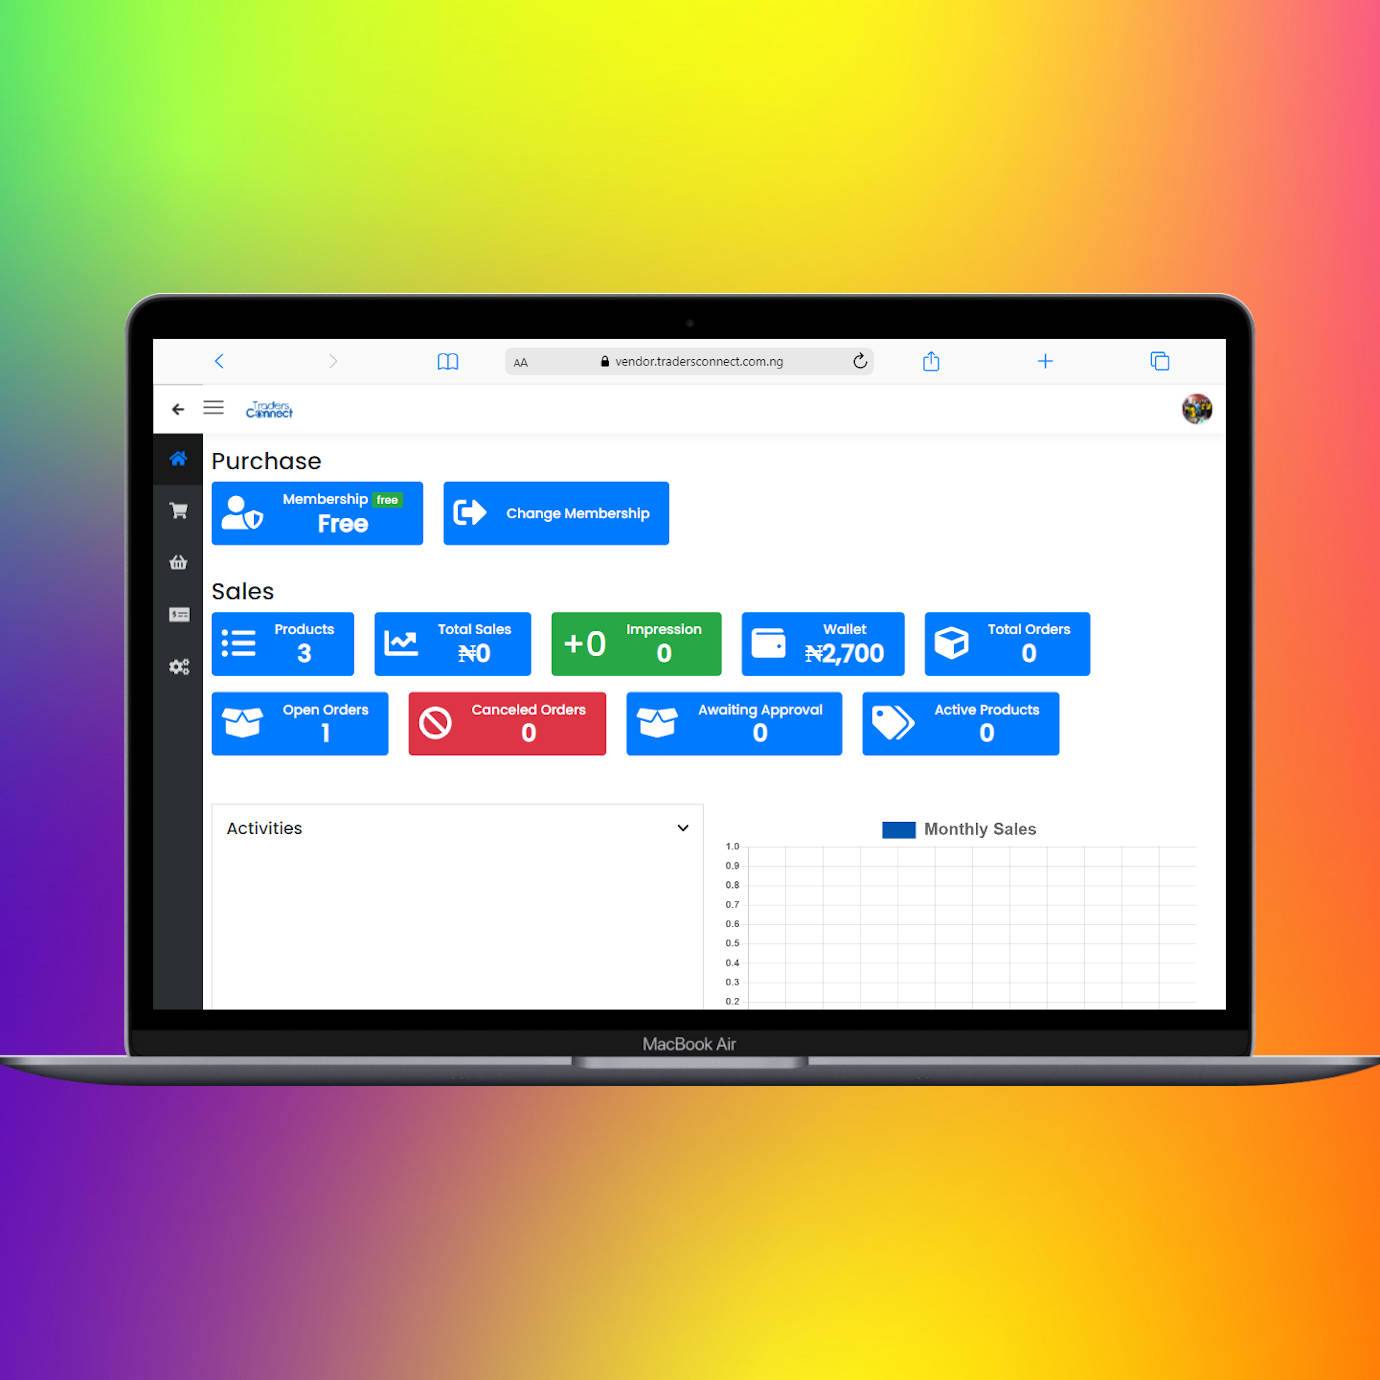 AA vendor.tradersconnect.com.ng
Traders
Connect
Purchase
Membership free
Free
Change Membership
Sales
Products
3
Total Sales
₦0
+0
Impression
0
Wallet
₦2,700
Total Orders
0
Open Orders
1
Canceled Orders
0
Awaiting Approval
0
Active Products
0
Activities
Monthly Sales
1.0
0.9
0.8
0.7
0.6
0.5
0.4
0.3
0.2
MacBook Air